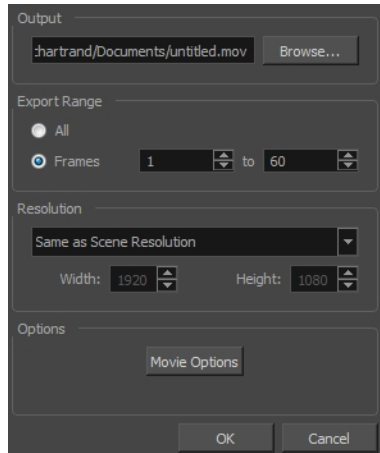 Output
:hartrand/Documents/untitled.mov Browse...
Export Range
All
Frames 1 to 60
Resolution
Same as Scene Resolution
Width: 1920 Height: 1080
Options
Movie Options
OK Cancel